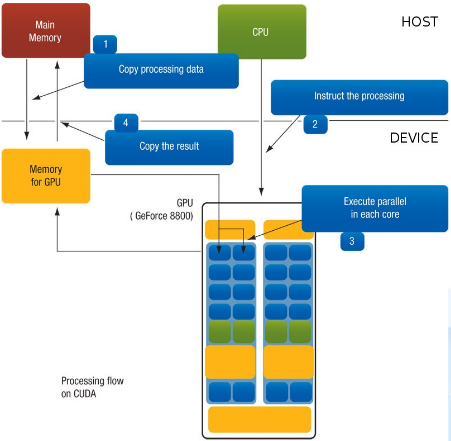 Main
Memory
CPU
HOST
1
Copy processing data
Instruct the processing
4
2
Copy the result
DEVICE
Memory
for GPU
GPU
( GeForce 8800)
Execute parallel
in each core
3
Processing flow
on CUDA